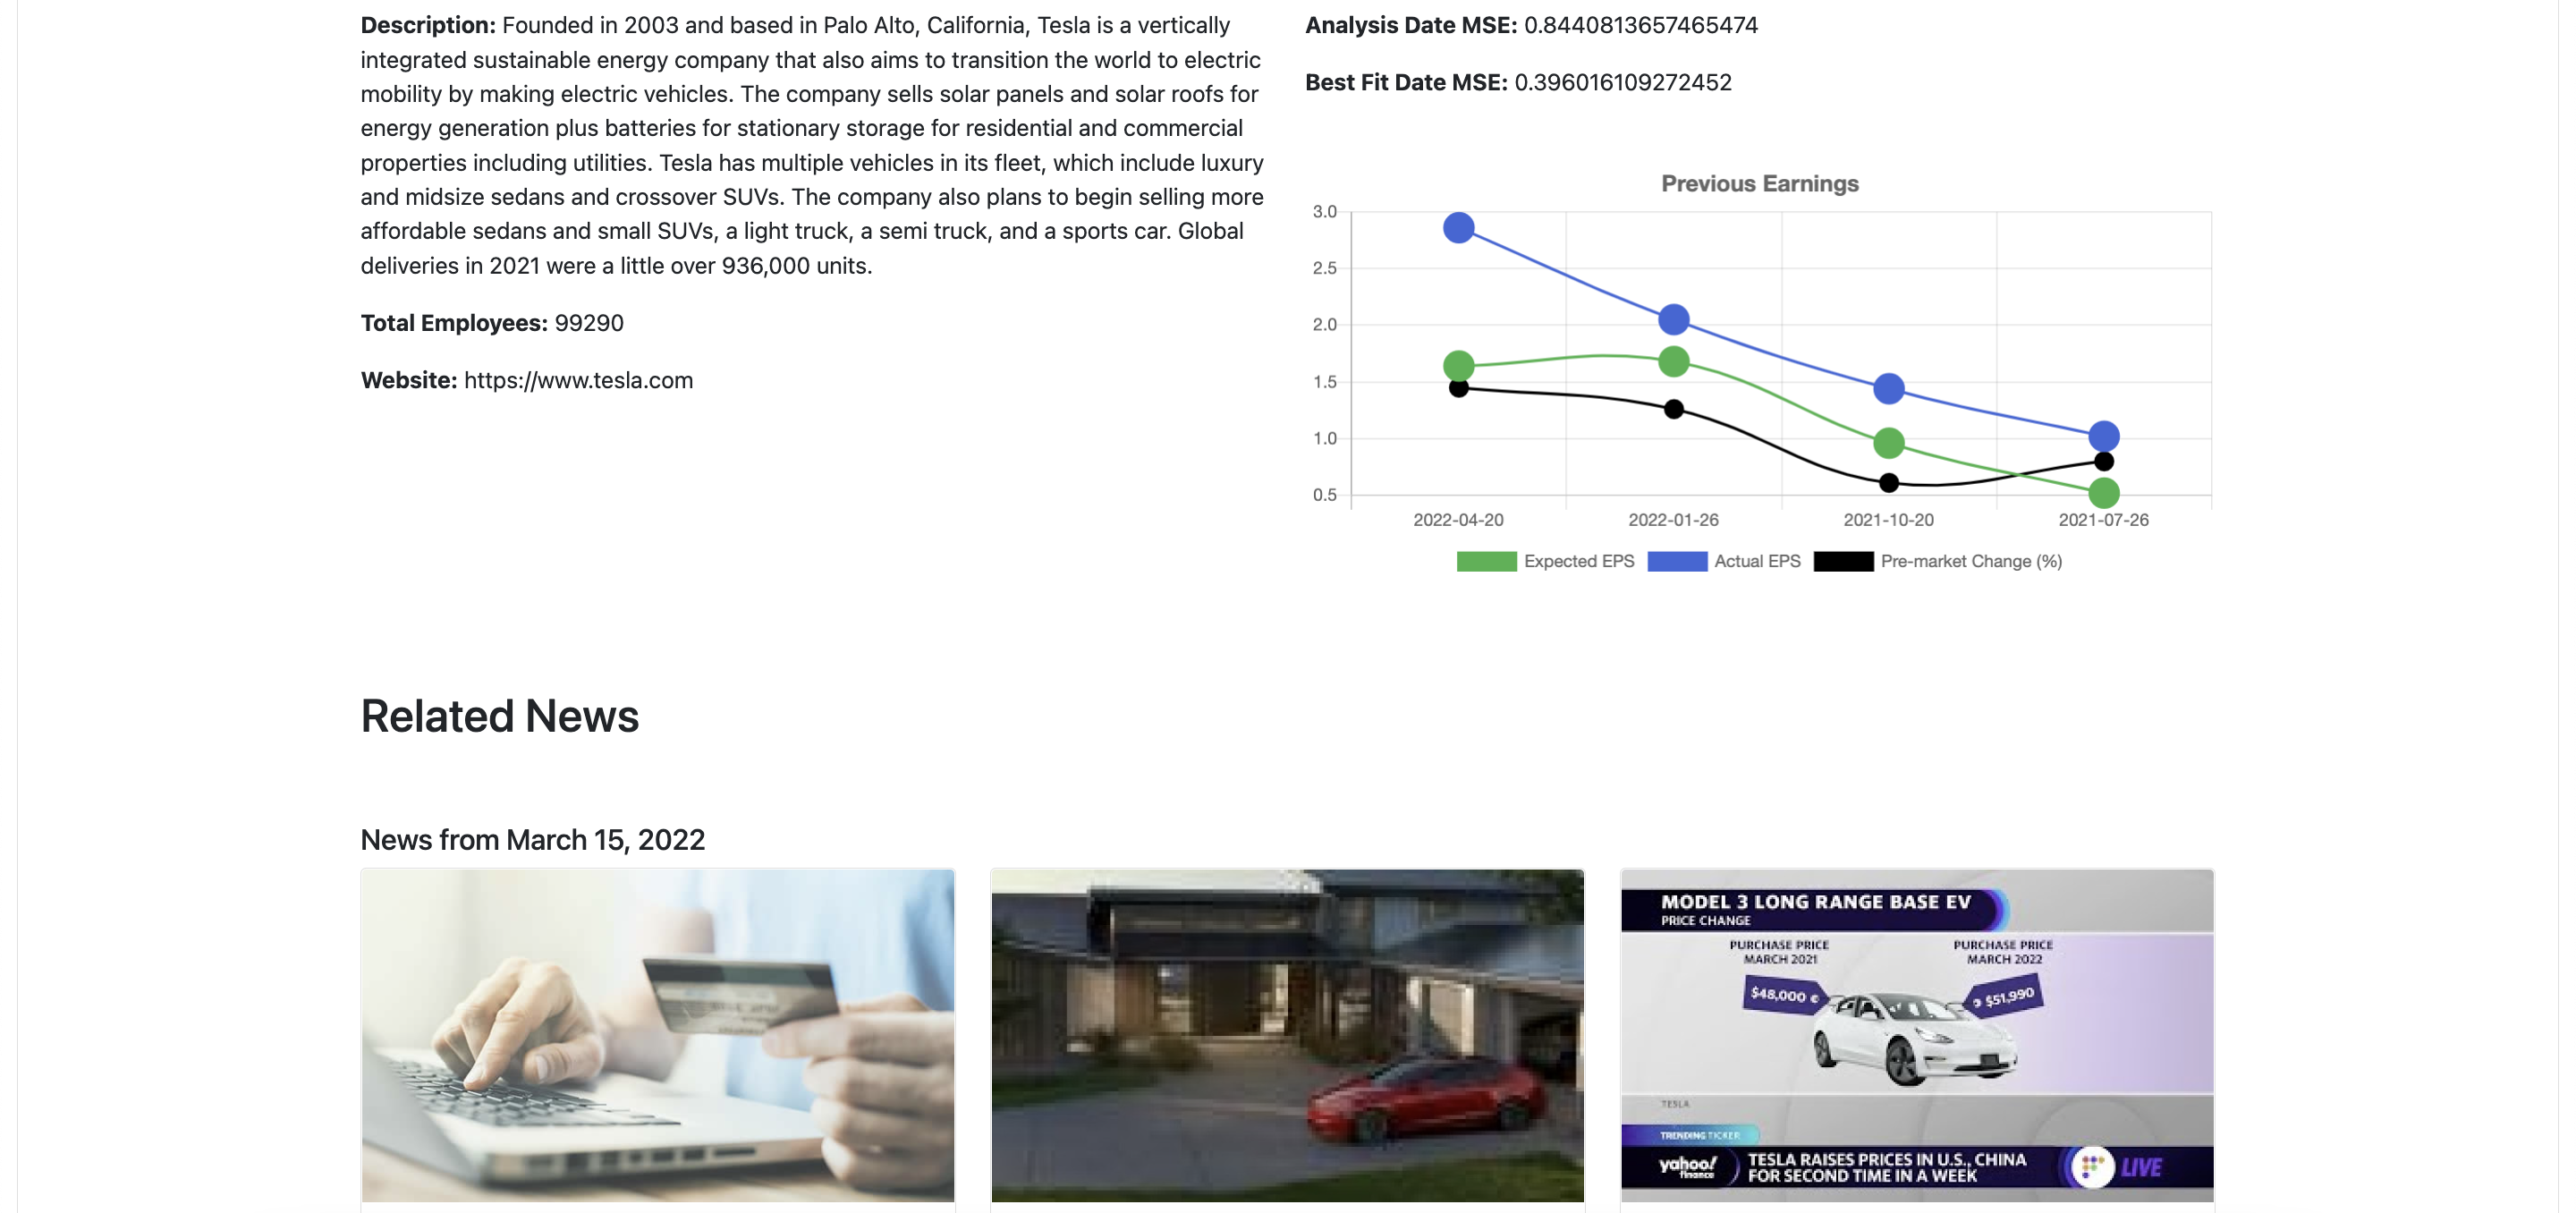 Description: Founded in 2003 and based in Palo Alto, California, Tesla is a vertically
integrated sustainable energy company that also aims to transition the world to electric
mobility by making electric vehicles. The company sells solar panels and solar roofs for
energy generation plus batteries for stationary storage for residential and commercial
properties including utilities. Tesla has multiple vehicles in its fleet, which include luxury
and midsize sedans and crossover SUVs. The company also plans to begin selling more
affordable sedans and small SUVs, a light truck, a semi truck, and a sports car. Global
deliveries in 2021 were a little over 936,000 units.
Total Employees: 99290
Website: https://www.tesla.com
Analysis Date MSE: 0.8440813657465474
Best Fit Date MSE: 0.396016109272452
Previous Earnings
3.0
2.5
2.0
1.5
1.0
0.5
2022-04-20 2022-01-26 2021-10-20 2021-07-26
Expected EPS Actual EPS Pre-market Change (%)
Related News
News from March 15, 2022
MODEL 3 LONG RANGE BASE EV
PRICE CHANGE
PURCHASE PRICE
MARCH 2021
PURCHASE PRICE
MARCH 2022
$48,000
$51,990
TESLA
TRENDING TICKER
yahoo!
finance
TESLA RAISES PRICES IN U.S., CHINA
FOR SECOND TIME IN A WEEK
LIVE